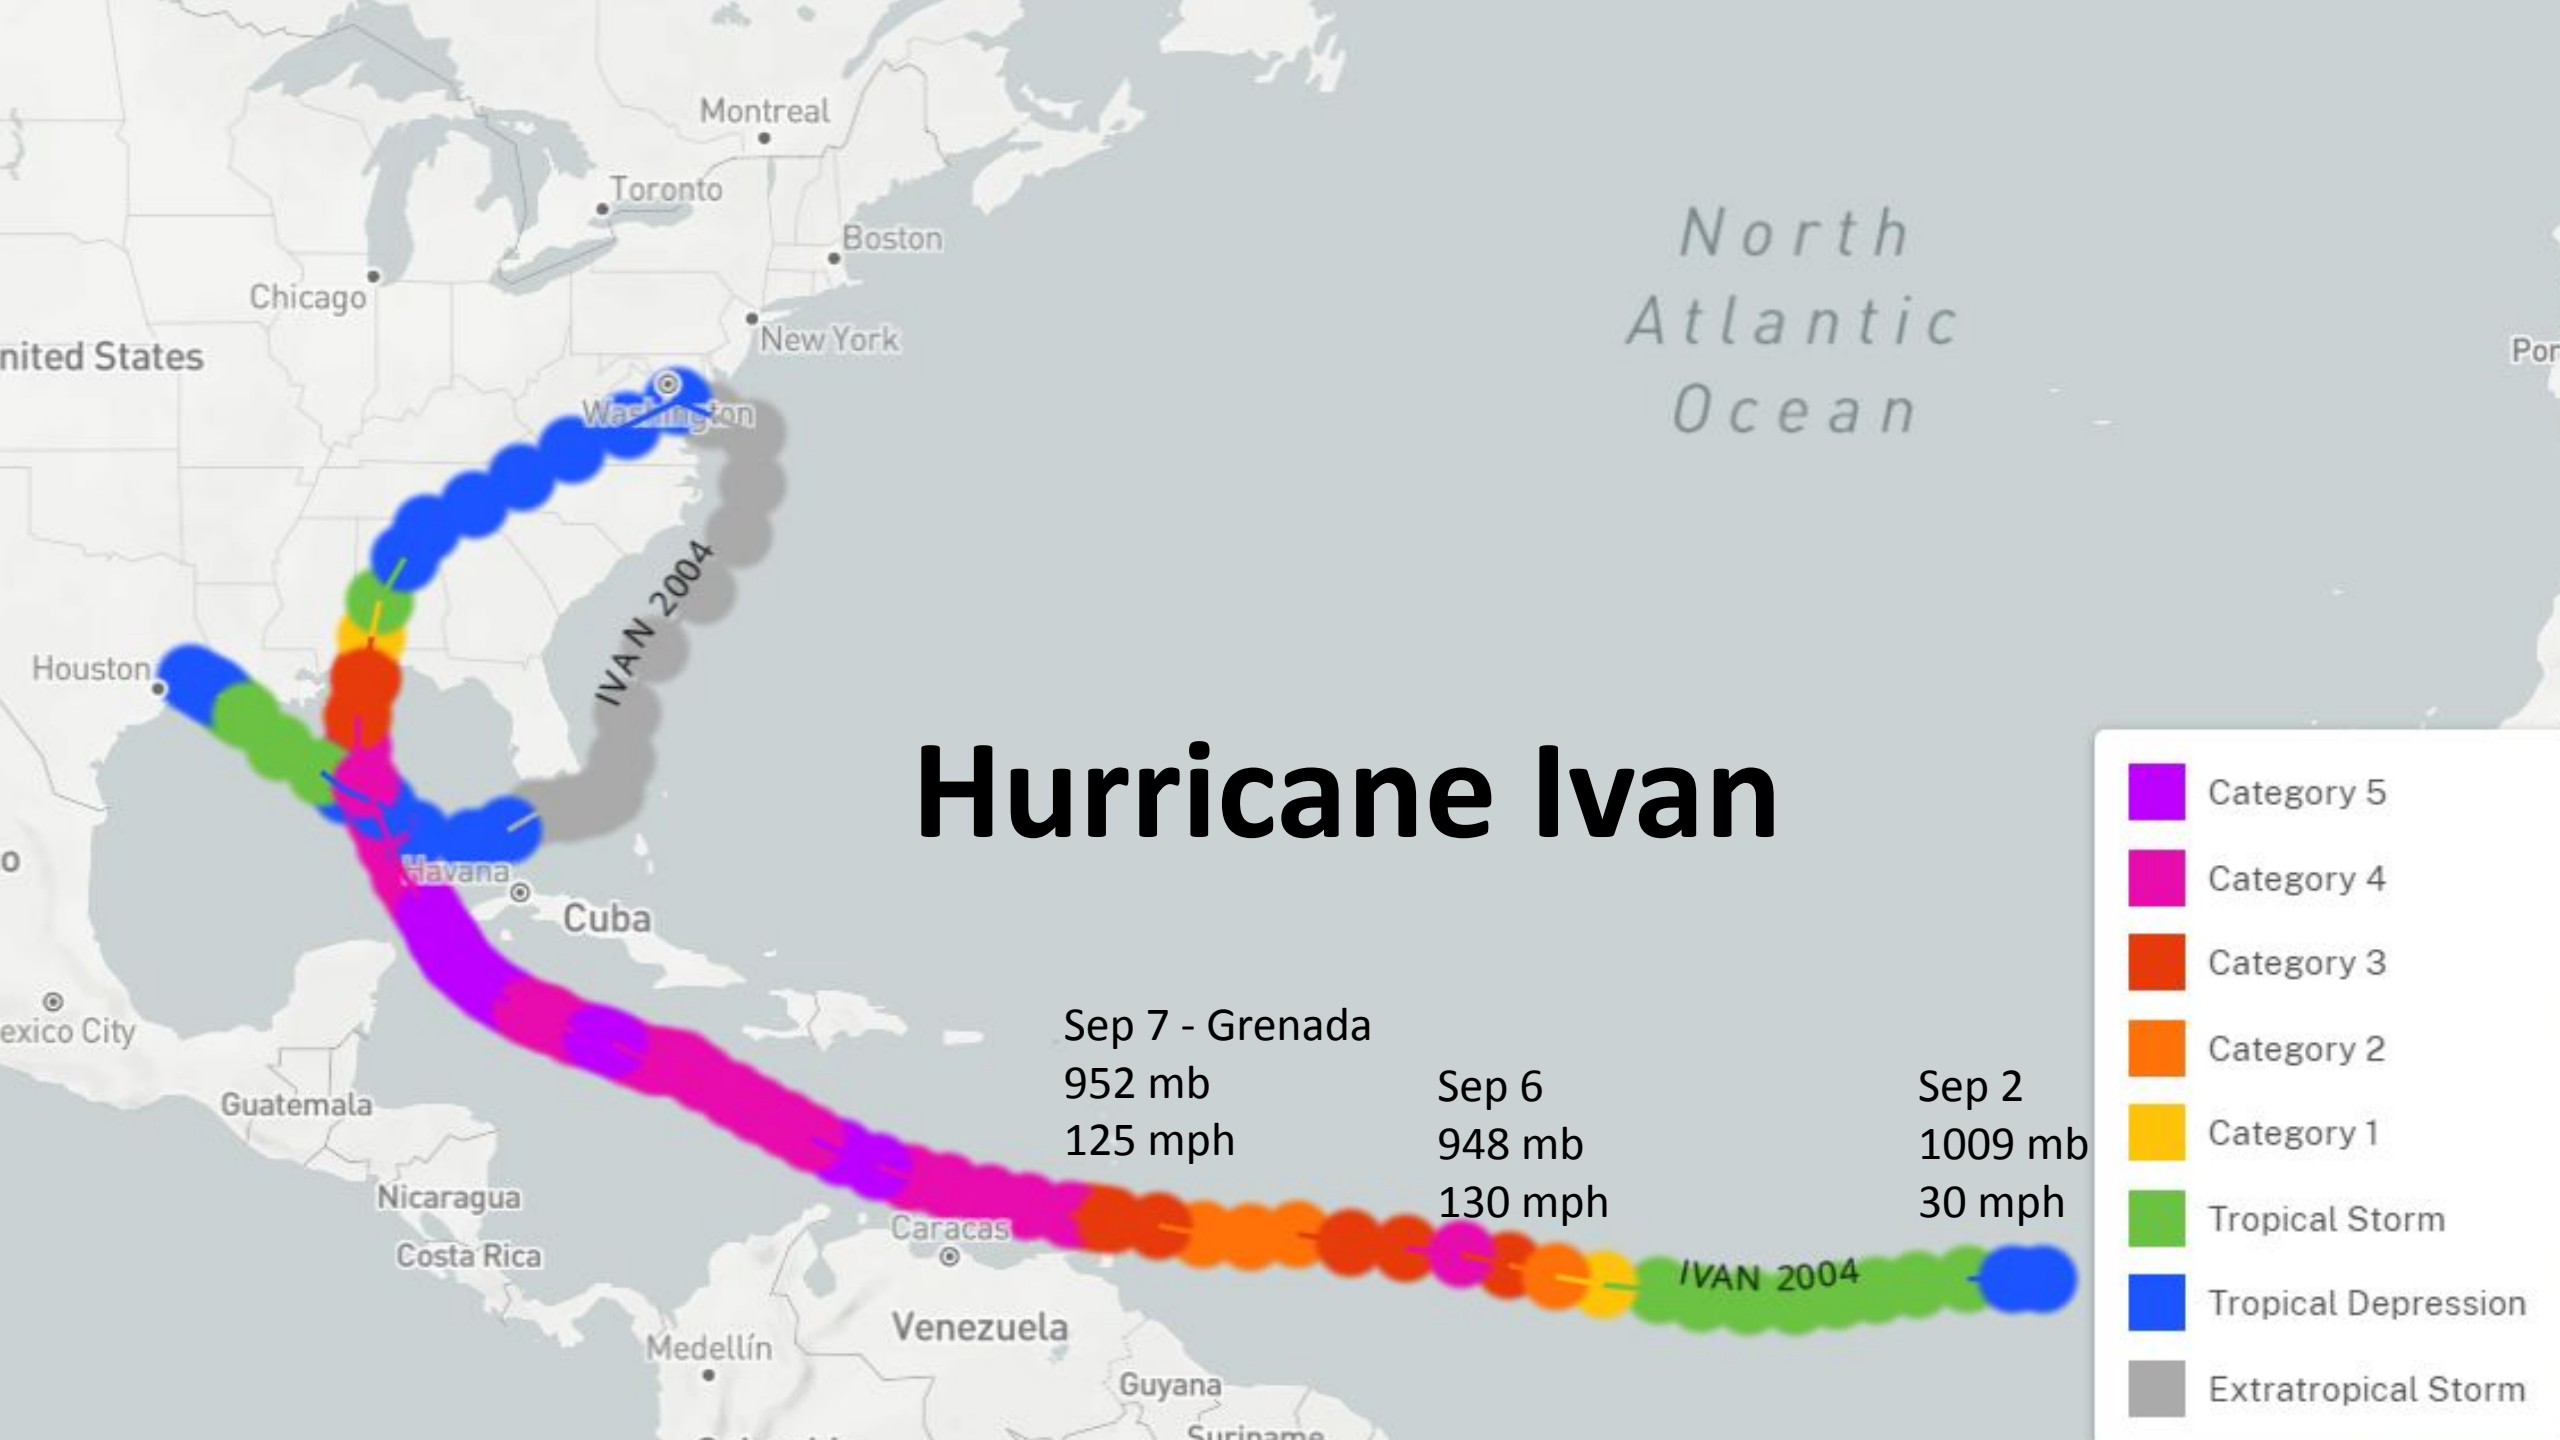 Montreal
Toronto
Boston
Chicago
New York
nited States
Washington
North
Atlantic
Ocean
Por
IVAN 2004
Houston
Hurricane Ivan
Havana
Cuba
o
exico City
Guatemala
Nicaragua
Costa Rica
Caracas
Venezuela
Medellín
Guyana
Suriname
Sep 7 - Grenada
952 mb
125 mph
Sep 6
948 mb
130 mph
Sep 2
1009 mb
30 mph
IVAN 2004
Category 5
Category 4
Category 3
Category 2
Category 1
Tropical Storm
Tropical Depression
Extratropical Storm